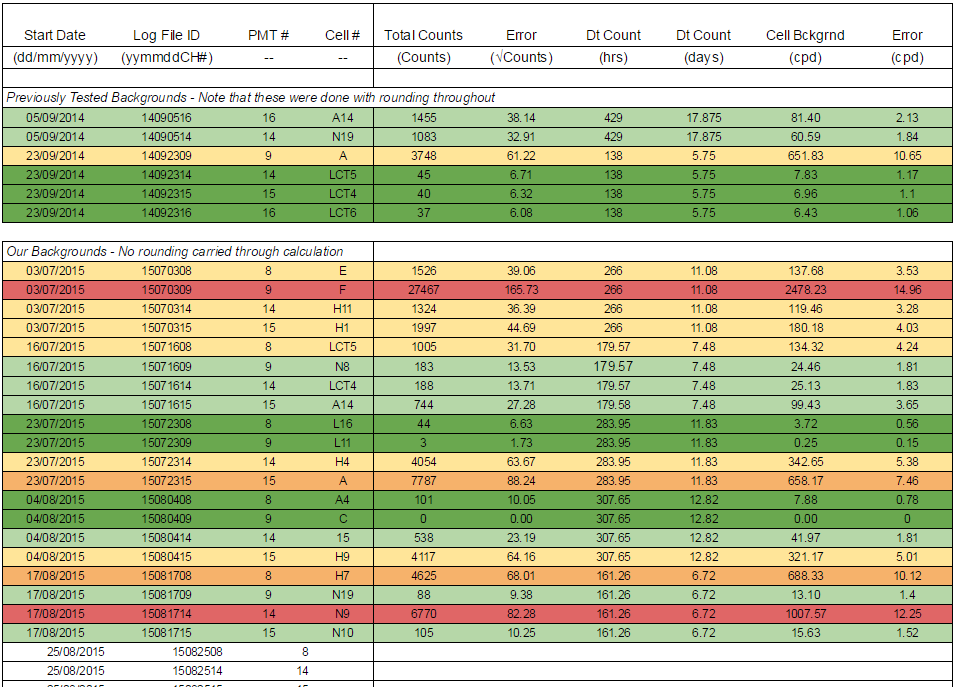 Start Date Log File ID PMT # Cell # Total Counts Error Dt Count Dt Count Cell Bckgrnd Error
(dd/mm/yyyy) (yymmddCH#) -- -- (Counts) (√Counts) (hrs) (days) (cpd) (cpd)
Previously Tested Backgrounds - Note that these were done with rounding throughout
05/09/2014 14090516 16 A14 1455 38.14 429 17.875 81.40 2.13
05/09/2014 14090514 14 N19 1083 32.91 429 17.875 60.59 1.84
23/09/2014 14092309 9 A 3748 61.22 138 5.75 651.83 10.65
23/09/2014 14092314 14 LCT5 45 6.71 138 5.75 7.83 1.17
23/09/2014 14092315 15 LCT4 40 6.32 138 5.75 6.96 1.1
23/09/2014 14092316 16 LCT6 37 6.08 138 5.75 6.43 1.06
Our Backgrounds - No rounding carried through calculation
03/07/2015 15070308 8 E 1526 39.06 266 11.08 137.68 3.53
03/07/2015 15070309 9 F 27467 165.73 266 11.08 2478.23 14.96
03/07/2015 15070314 14 H11 1324 36.39 266 11.08 119.46 3.28
03/07/2015 15070315 15 H1 1997 44.69 266 11.08 180.18 4.03
16/07/2015 15071608 8 LCT5 1005 31.70 179.57 7.48 134.32 4.24
16/07/2015 15071609 9 N8 183 13.53 179.57 7.48 24.46 1.81
16/07/2015 15071614 14 LCT4 188 13.71 179.57 7.48 25.13 1.83
16/07/2015 15071615 15 A14 744 27.28 179.58 7.48 99.43 3.65
23/07/2015 15072308 8 L16 44 6.63 283.95 11.83 3.72 0.56
23/07/2015 15072309 9 L11 3 1.73 283.95 11.83 0.25 0.15
23/07/2015 15072314 14 H4 4054 63.67 283.95 11.83 342.65 5.38
23/07/2015 15072315 15 A 7787 88.24 283.95 11.83 658.17 7.46
04/08/2015 15080408 8 A4 101 10.05 307.65 12.82 7.88 0.78
04/08/2015 15080409 9 C 0 0.00 307.65 12.82 0.00 0
04/08/2015 15080414 14 15 538 23.19 307.65 12.82 41.97 1.81
04/08/2015 15080415 15 H9 4117 64.16 307.65 12.82 321.17 5.01
17/08/2015 15081708 8 H7 4625 68.01 161.26 6.72 688.33 10.12
17/08/2015 15081709 9 N19 88 9.38 161.26 6.72 13.10 1.4
17/08/2015 15081714 14 N9 6770 82.28 161.26 6.72 1007.57 12.25
17/08/2015 15081715 15 N10 105 10.25 161.26 6.72 15.63 1.52
25/08/2015 15082508 8
25/08/2015 15082514 14